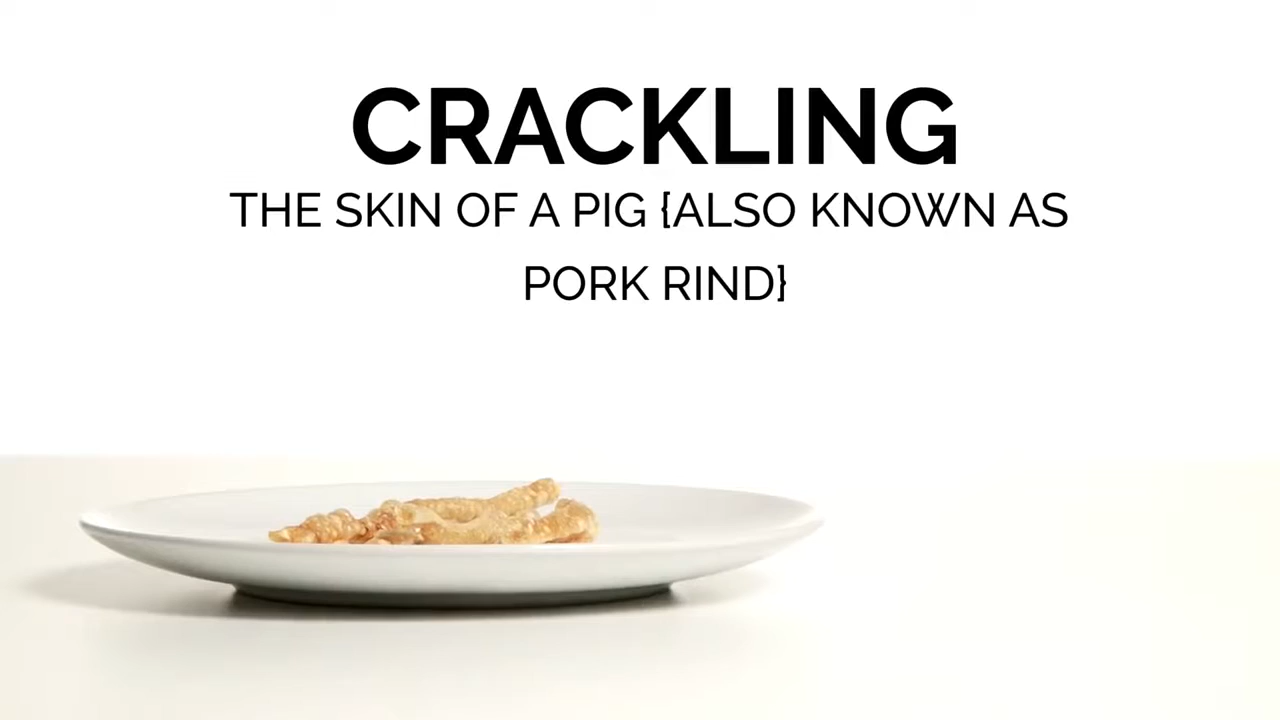 CRACKLING
THE SKIN OF A PIG {ALSO KNOWN AS
PORK RIND}